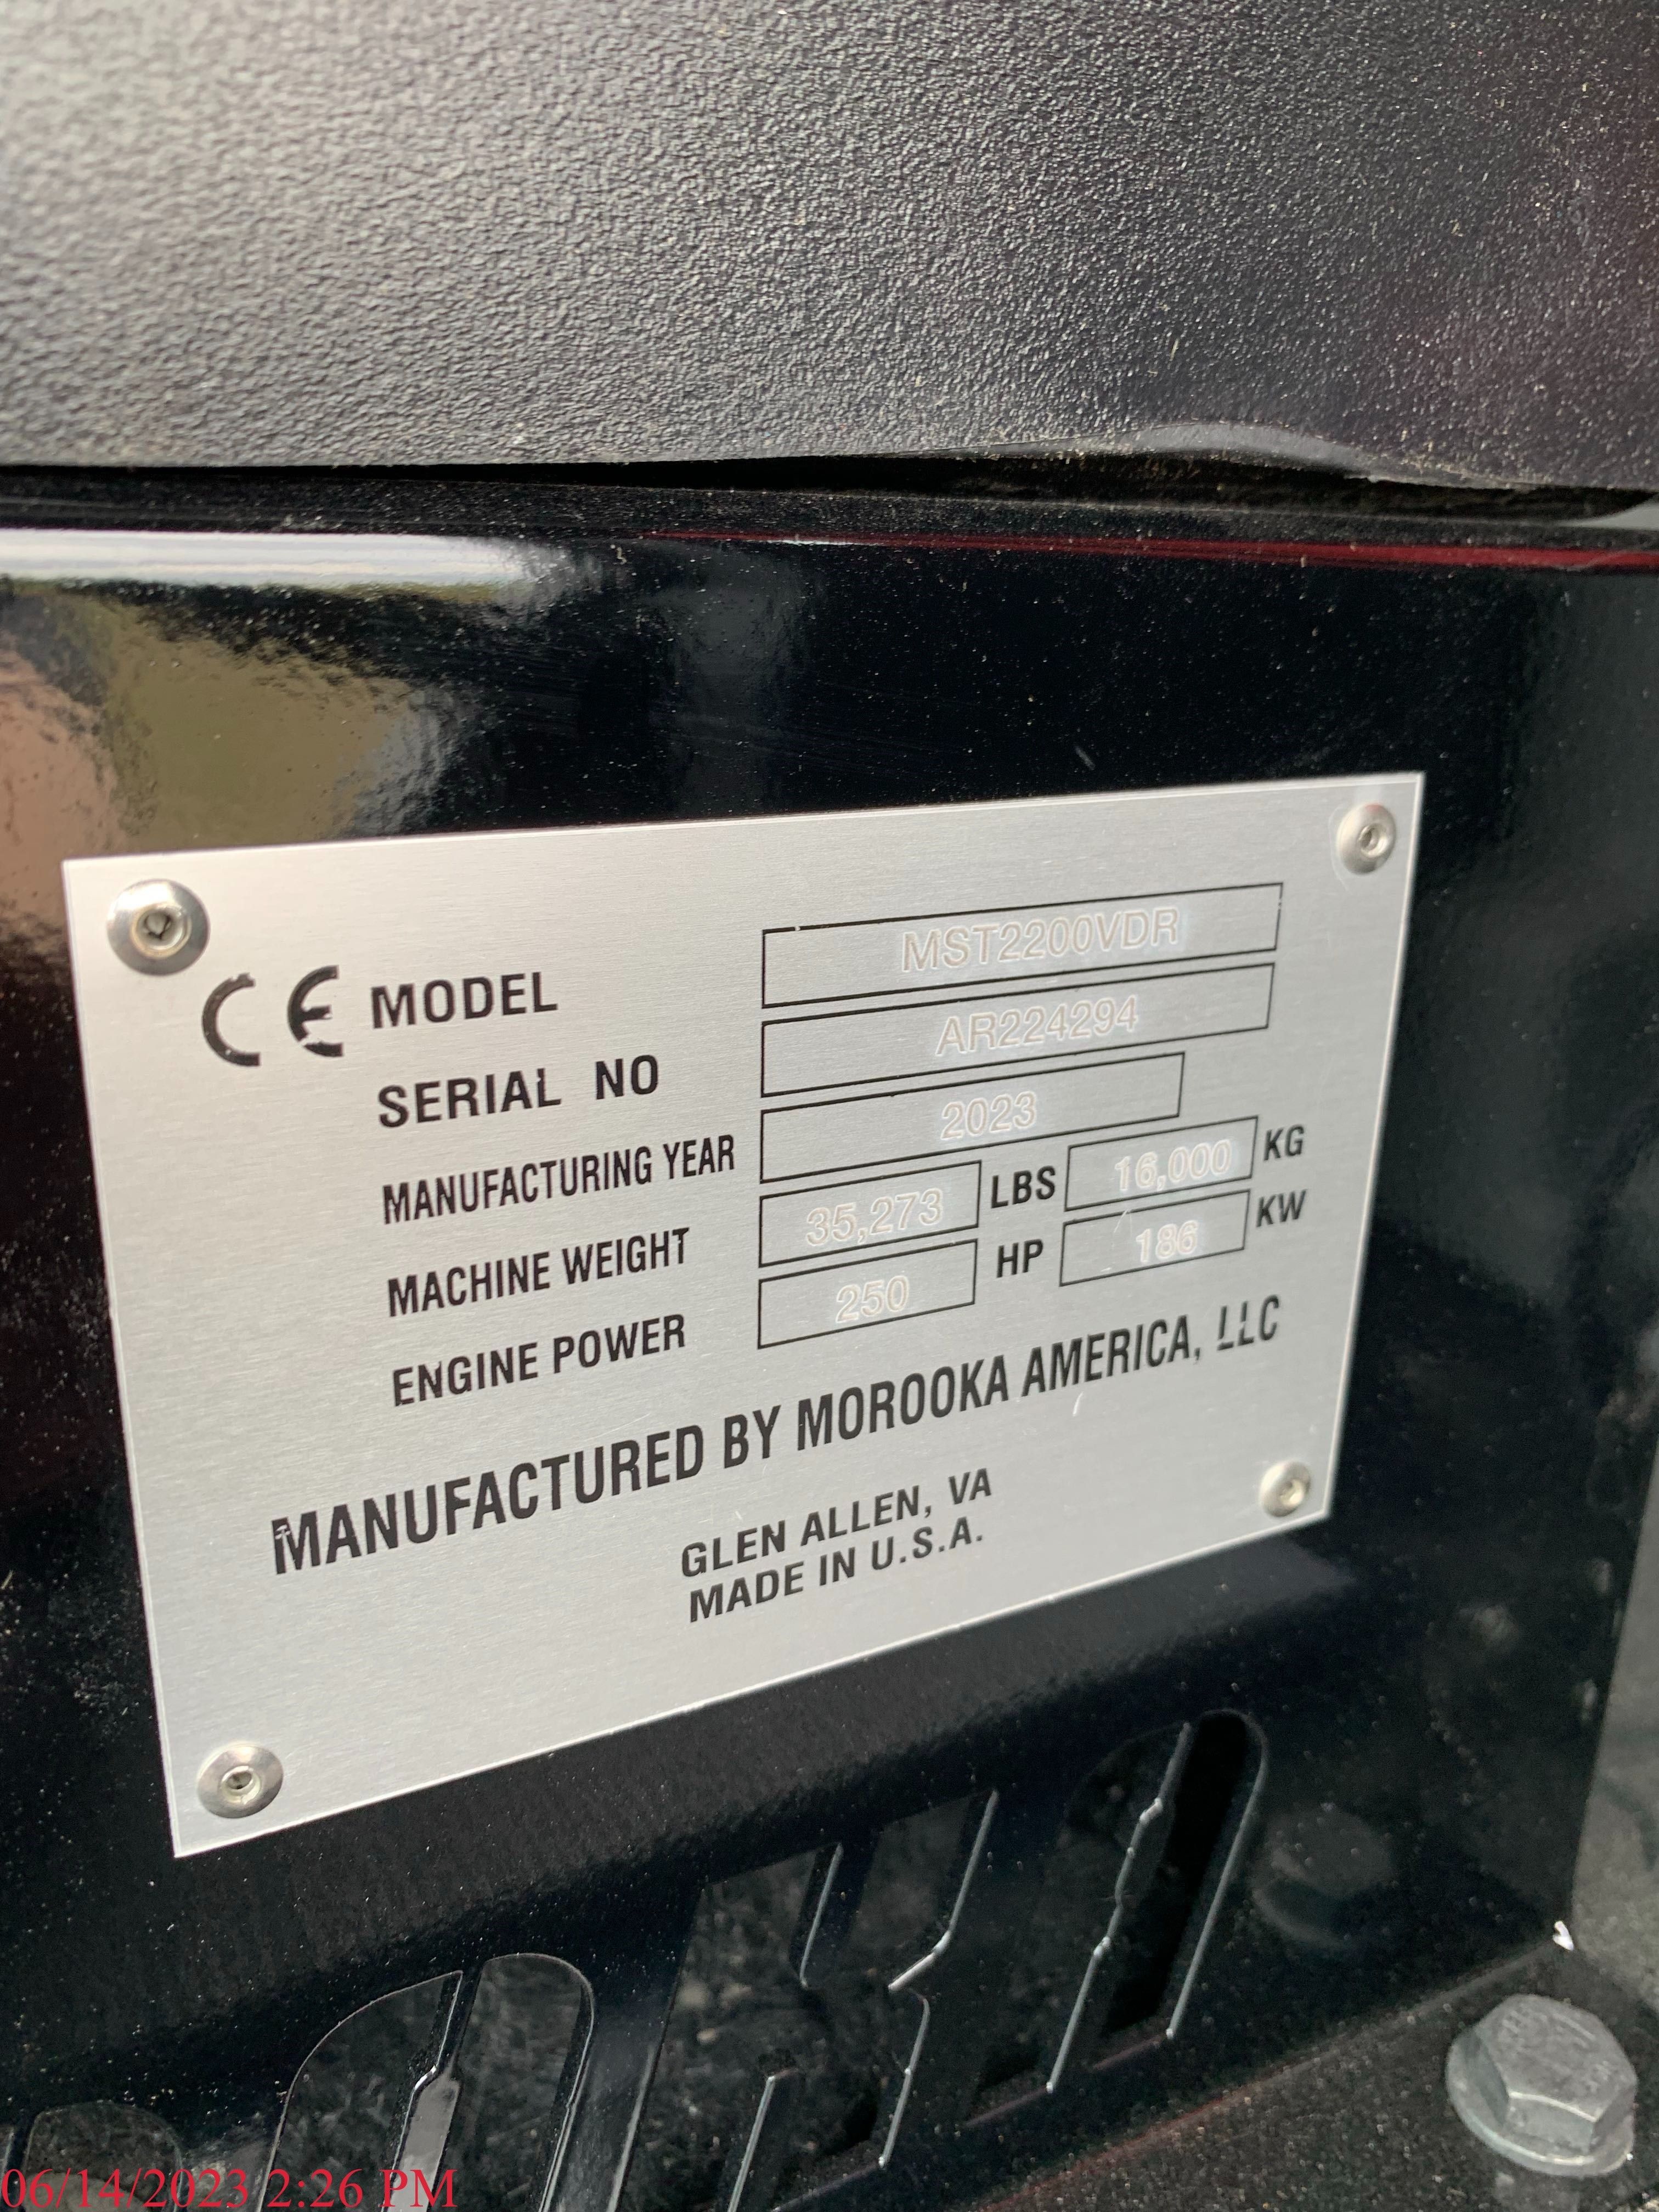 CE MODEL MST2200VDR
SERIAL NO AR224294
MANUFACTURING YEAR 2023
MACHINE WEIGHT 35,273 LBS 16,000 KG
ENGINE POWER 250 HP 186 KW
MANUFACTURED BY MOROOKA AMERICA, LLC
GLEN ALLEN, VA
MADE IN U.S.A.
06/14/2023 2:26 PM